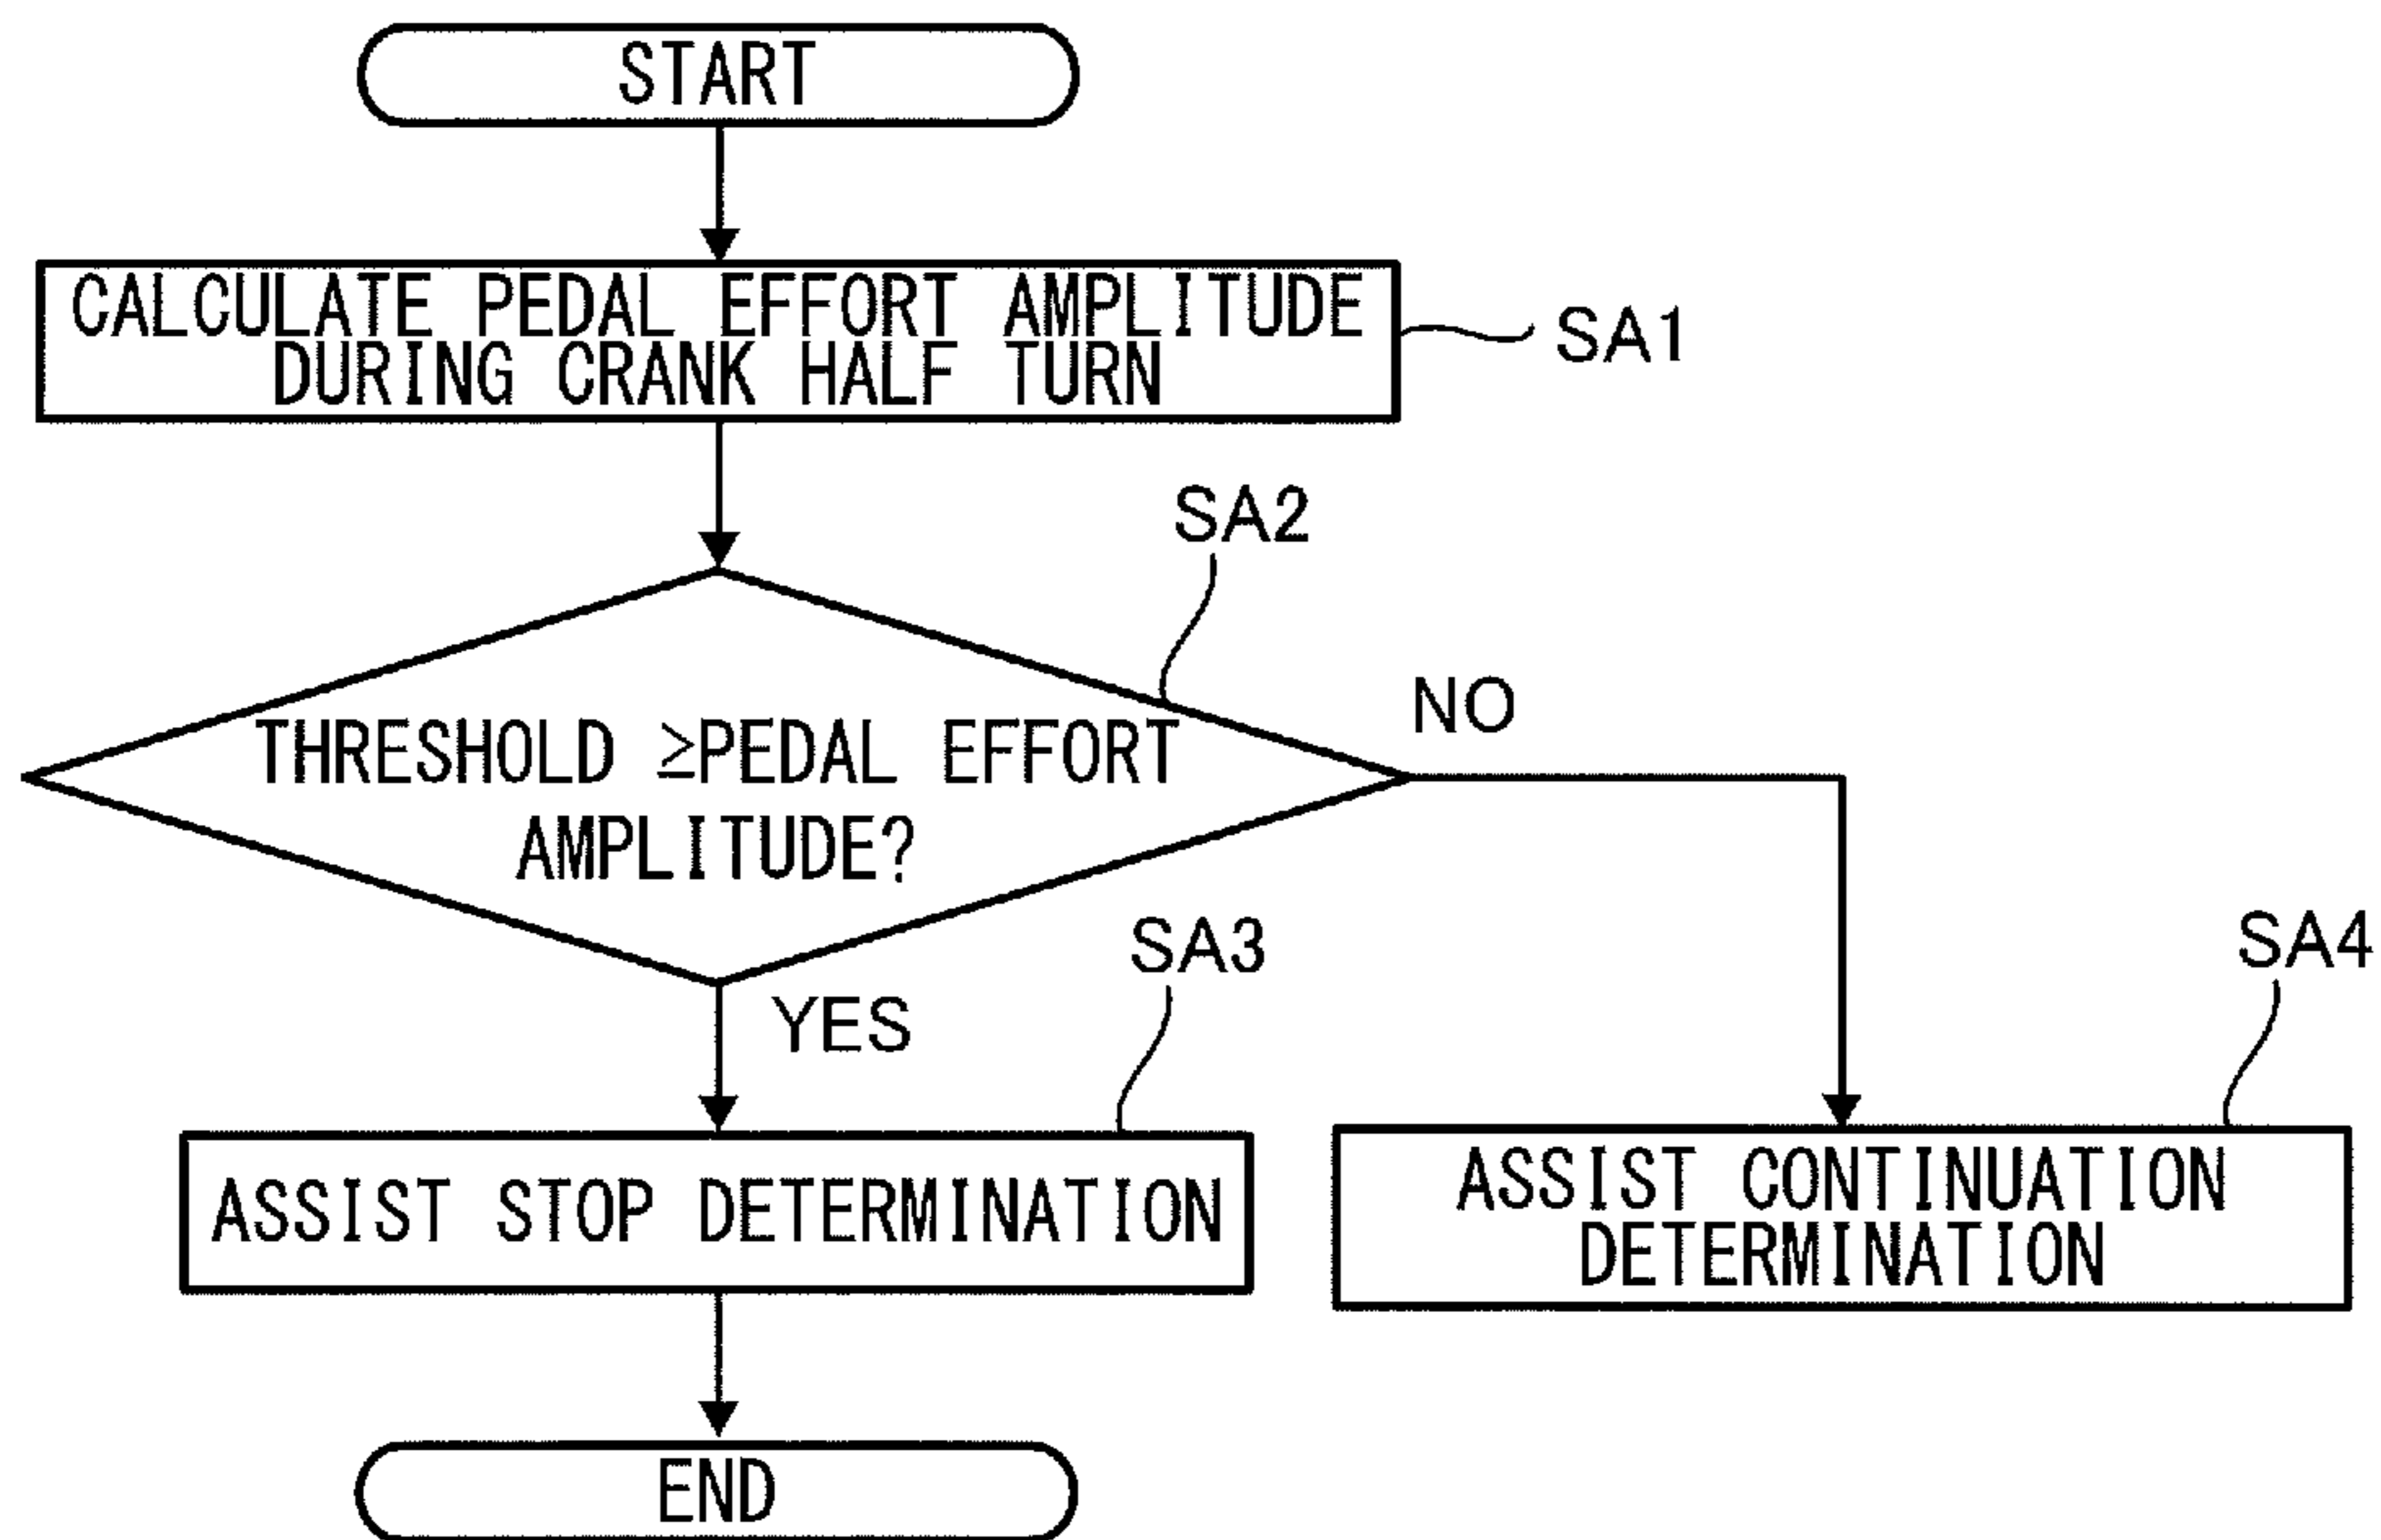 START
CALCULATE PEDAL EFFORT AMPLITUDE
DURING CRANK HALF TURN
SA1
SA2
THRESHOLD ≥PEDAL EFFORT
AMPLITUDE?
NO
YES
SA3
SA4
ASSIST STOP DETERMINATION
ASSIST CONTINUATION
DETERMINATION
END